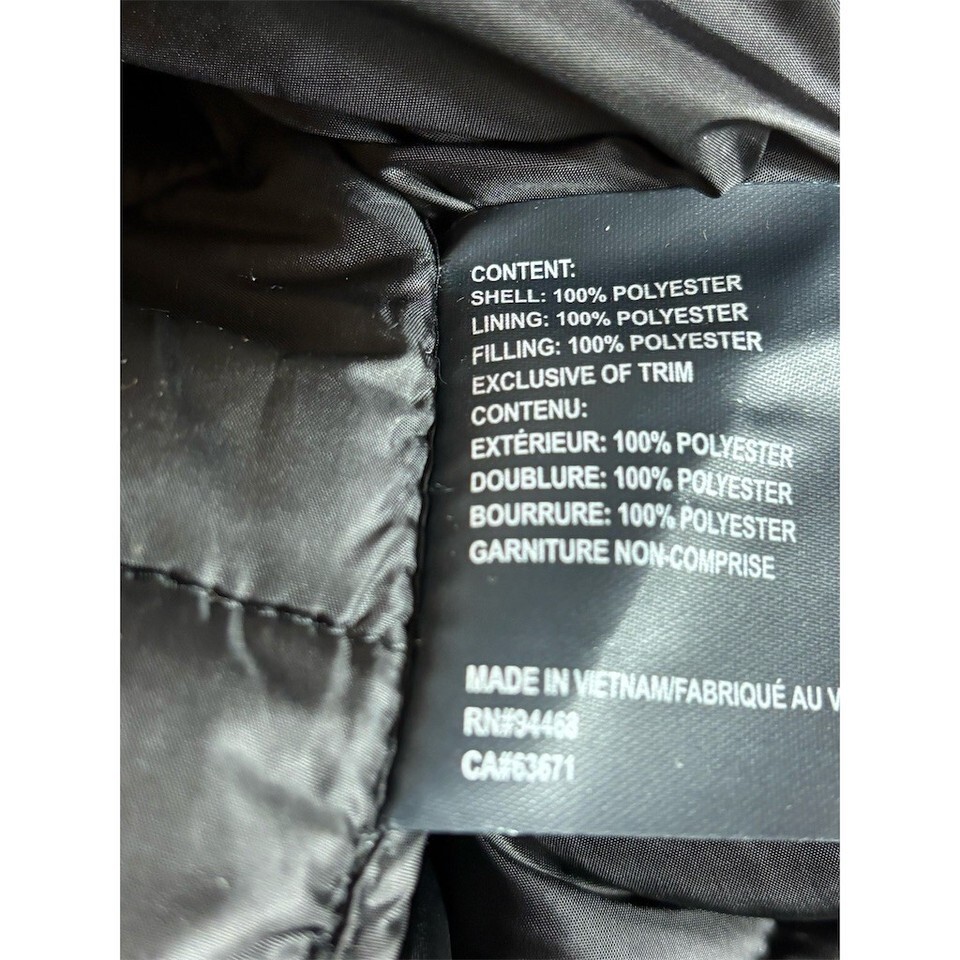 CONTENT:
SHELL: 100% POLYESTER
LINING: 100% POLYESTER
FILLING: 100% POLYESTER
EXCLUSIVE OF TRIM
CONTENU:
EXTÉRIEUR: 100% POLYESTER
DOUBLURE: 100% POLYESTER
BOURRURE: 100% POLYESTER
GARNITURE NON-COMPRISE
MADE IN VIETNAM/FABRIQUÉ AU V
RN#94468
CA#63671